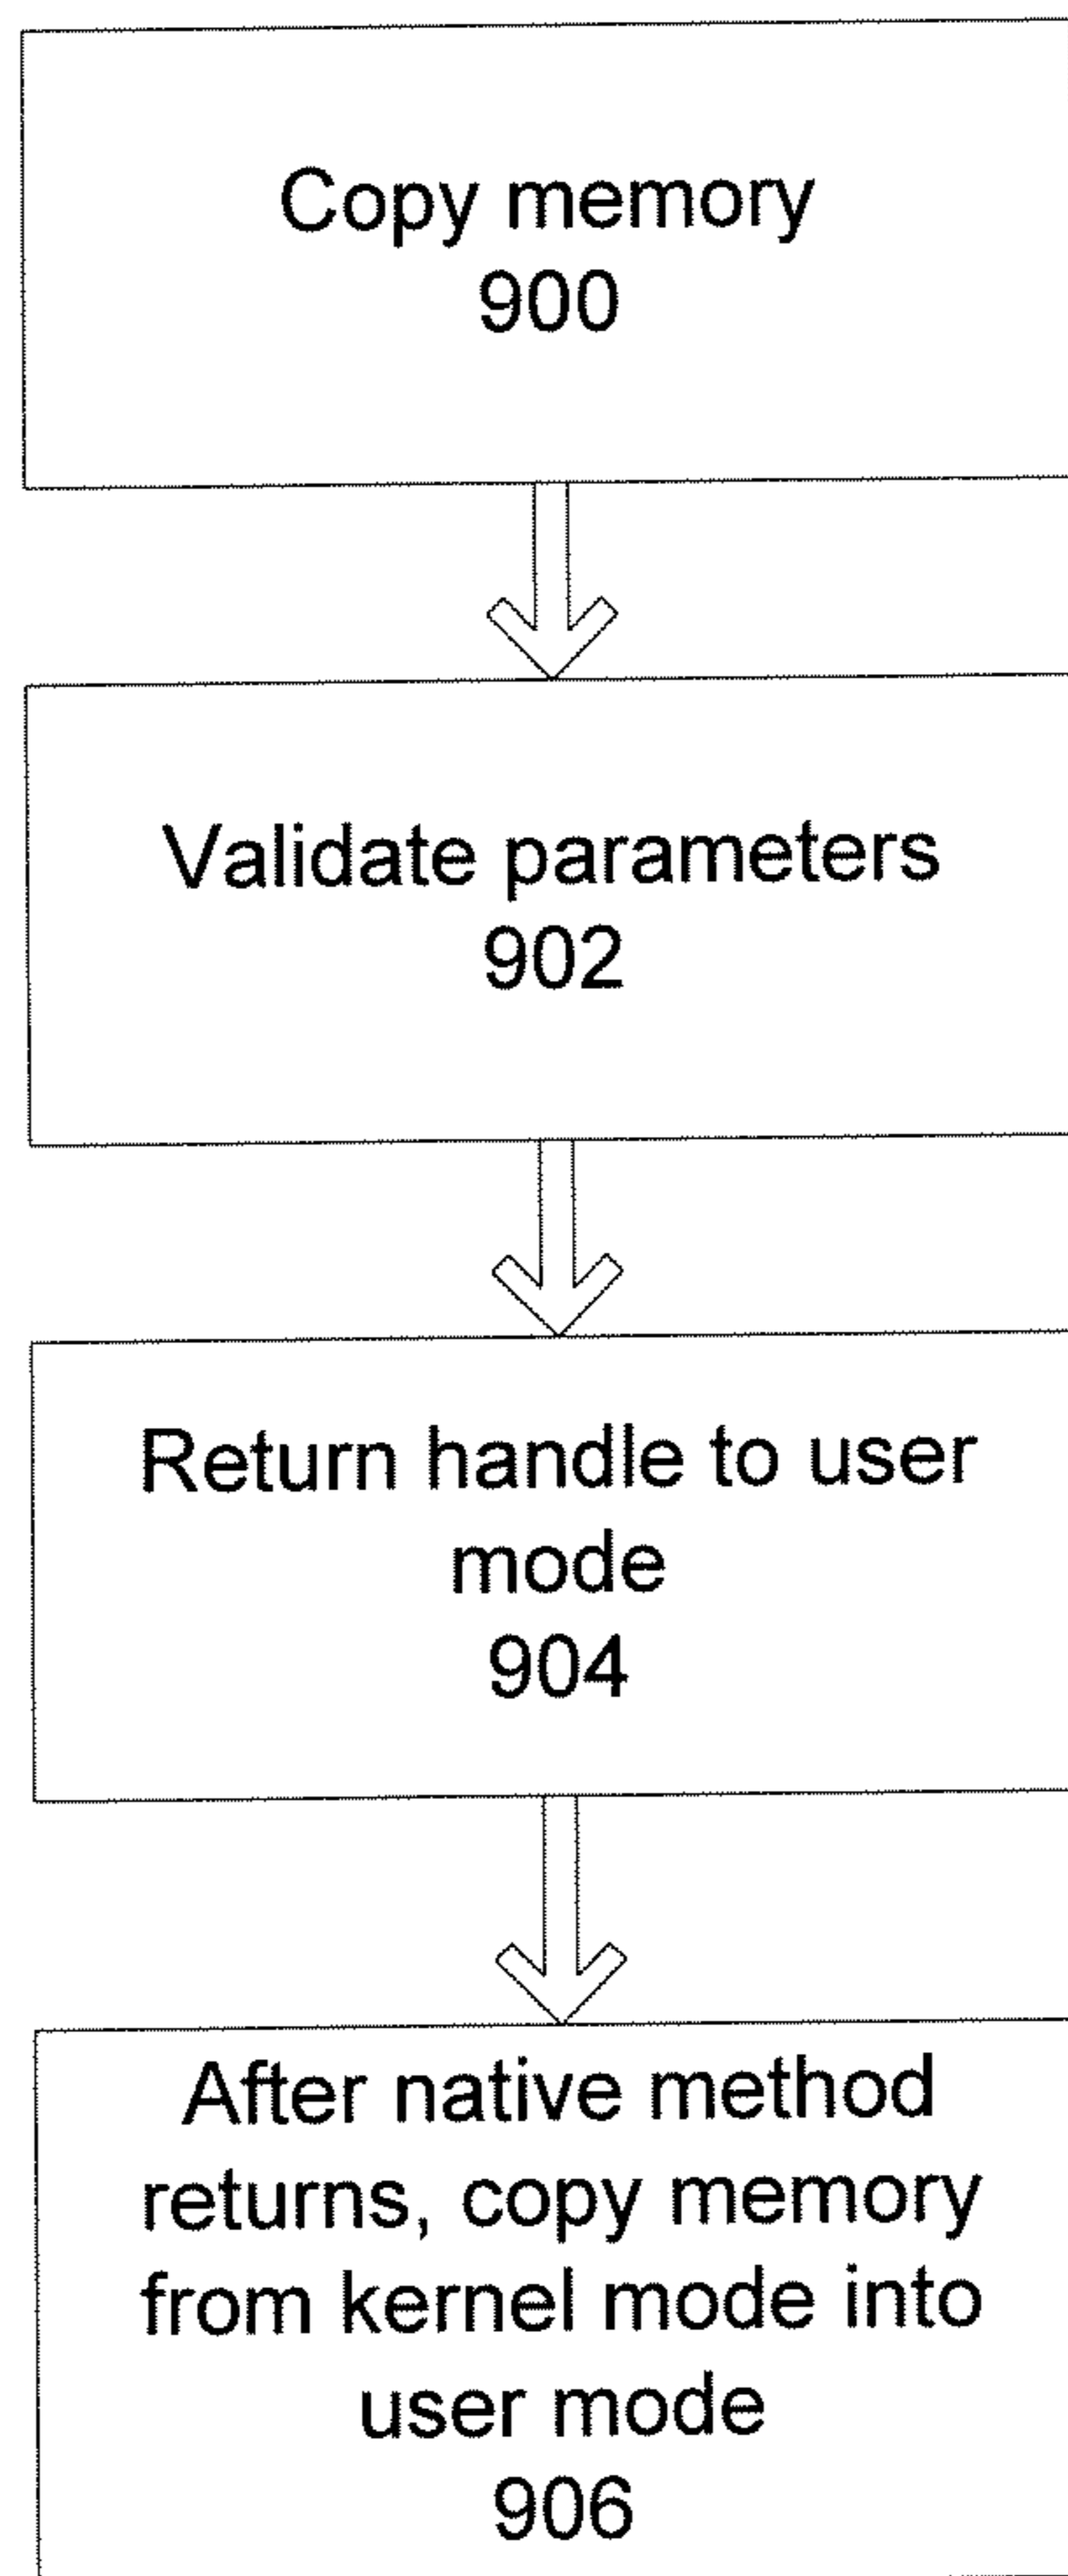 Copy memory
900
Validate parameters
902
Return handle to user
mode
904
After native method
returns, copy memory
from kernel mode into
user mode
906